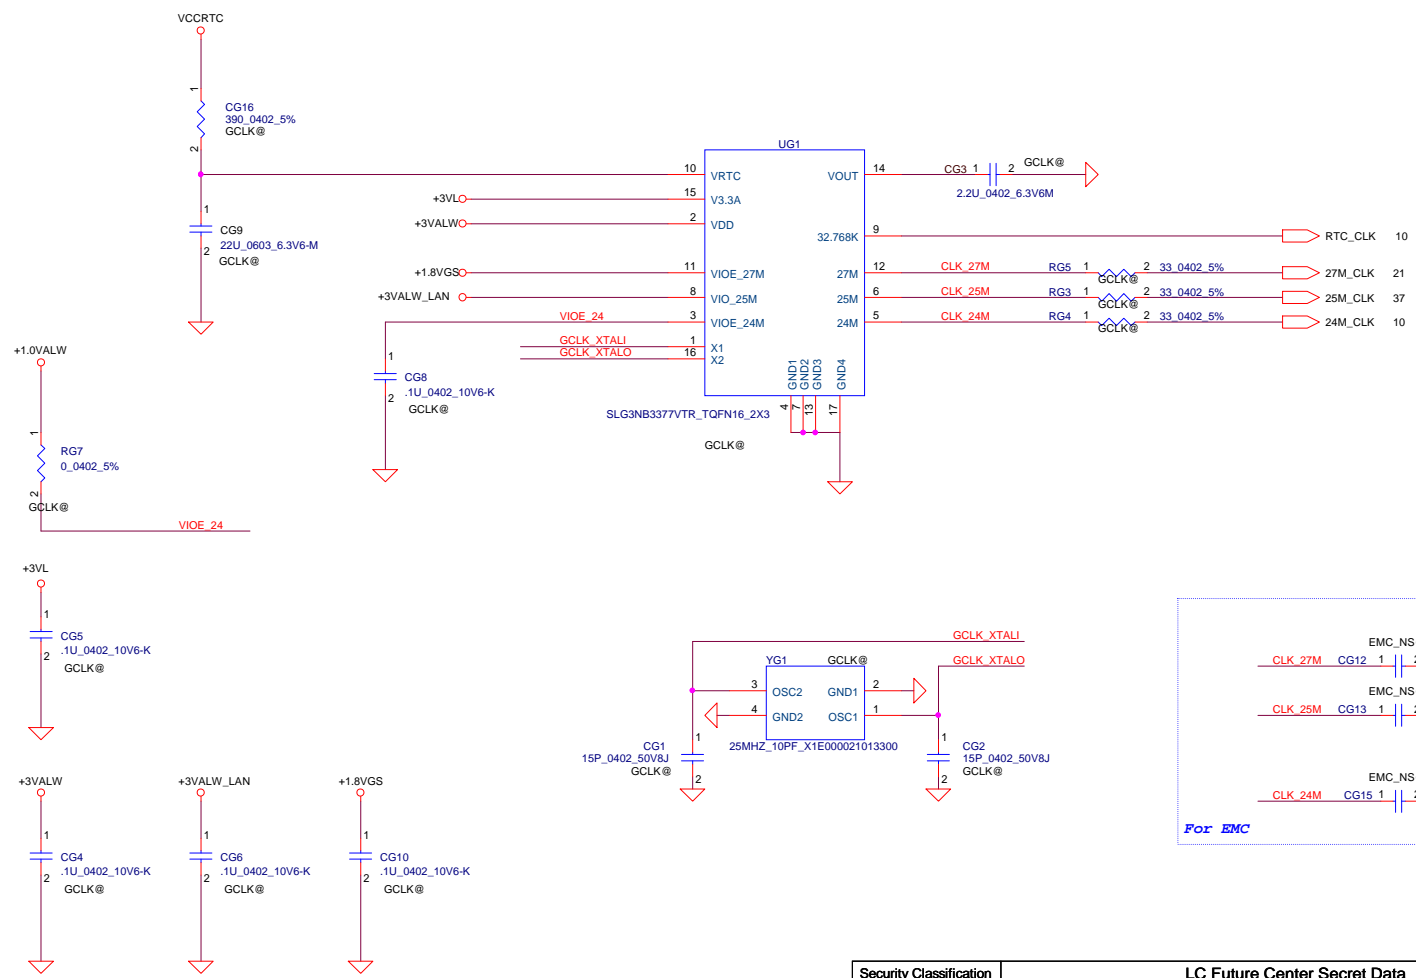 VCCRTC
1
CG16
390_0402_5%
GCLK@
2
1
CG9
22U_0603_6.3V6-M
2
GCLK@
UG1
10 VRTC
+3VL 15 V3.3A
+3VALW 2 VDD
+1.8VGS 11 VIOE_27M
+3VALW_LAN 8 VIO_25M
VIOE_24 3 VIOE_24M
GCLK_XTALI 1 X1
GCLK_XTALO 16 X2
VOUT 14 CG3 1 2 GCLK@
2.2U_0402_6.3V6M
32.768K 9 RTC_CLK 10
27M 12 CLK_27M RG5 1 2 33_0402_5% 27M_CLK 21
GCLK@
25M 6 CLK_25M RG3 1 2 33_0402_5% 25M_CLK 37
GCLK@
24M 5 CLK_24M RG4 1 2 33_0402_5% 24M_CLK 10
GCLK@
GND1 GND2 GND3 GND4
4 7 13 17
SLG3NB3377VTR_TQFN16_2X3
GCLK@
1
CG8
.1U_0402_10V6-K
2
GCLK@
+1.0VALW
1
RG7
0_0402_5%
2
GCLK@
VIOE_24
+3VL
1
CG5
.1U_0402_10V6-K
2
GCLK@
GCLK_XTALI
GCLK_XTALO
YG1 GCLK@
3 OSC2 GND1 2
4 GND2 OSC1 1
25MHZ_10PF_X1E000021013300
1
CG1
15P_0402_50V8J
GCLK@
2
1
CG2
15P_0402_50V8J
GCLK@
2
EMC_NS
CLK_27M CG12 1 2
EMC_NS
CLK_25M CG13 1 2
EMC_NS
CLK_24M CG15 1 2
For EMC
+3VALW
1
CG4
.1U_0402_10V6-K
2
GCLK@
+3VALW_LAN
1
CG6
.1U_0402_10V6-K
2
GCLK@
+1.8VGS
1
CG10
.1U_0402_10V6-K
2
GCLK@
Security Classification
LC Future Center Secret Data